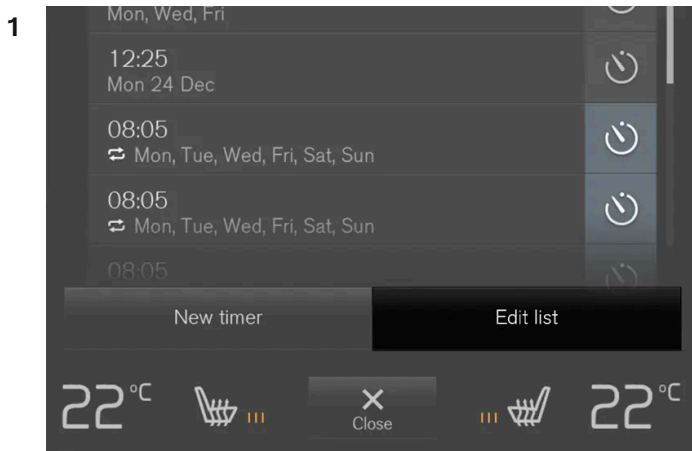 1
Mon, Wed, Fri
12:25
Mon 24 Dec
08:05
Mon, Tue, Wed, Fri, Sat, Sun
08:05
Mon, Tue, Wed, Fri, Sat, Sun
08:05
New timer Edit list
22°C Close 22°C